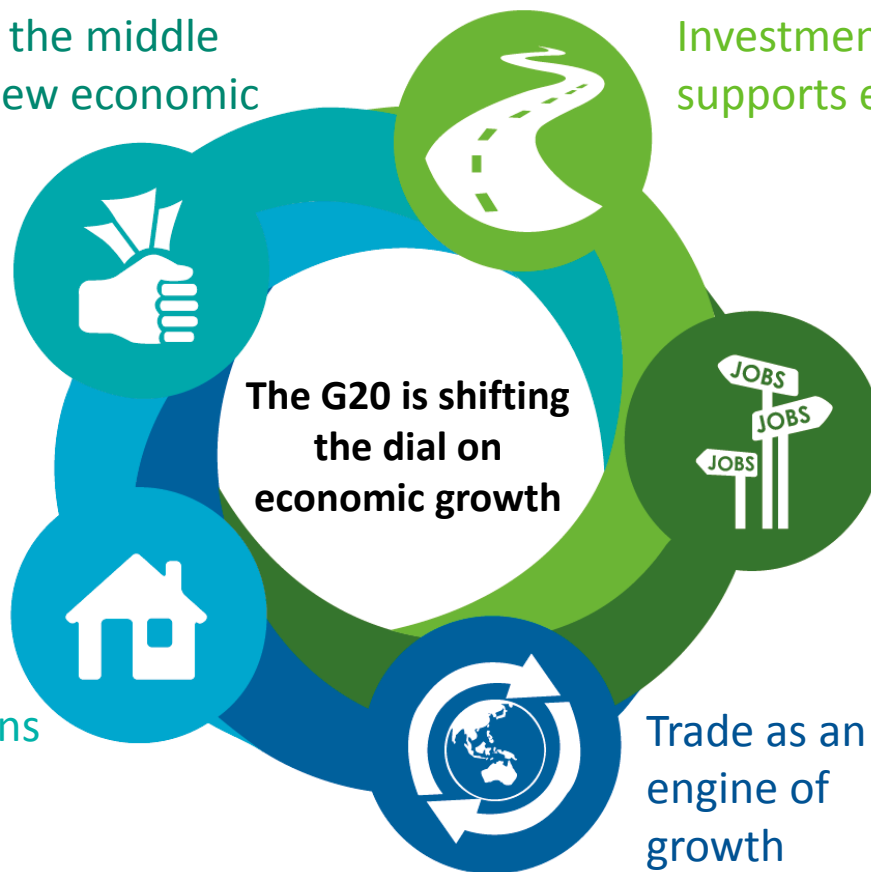 the middle
ew economic
Investmen
supports e
JOBS
JOBS
JOBS
The G20 is shifting
the dial on
economic growth
ns
Trade as an
engine of
growth